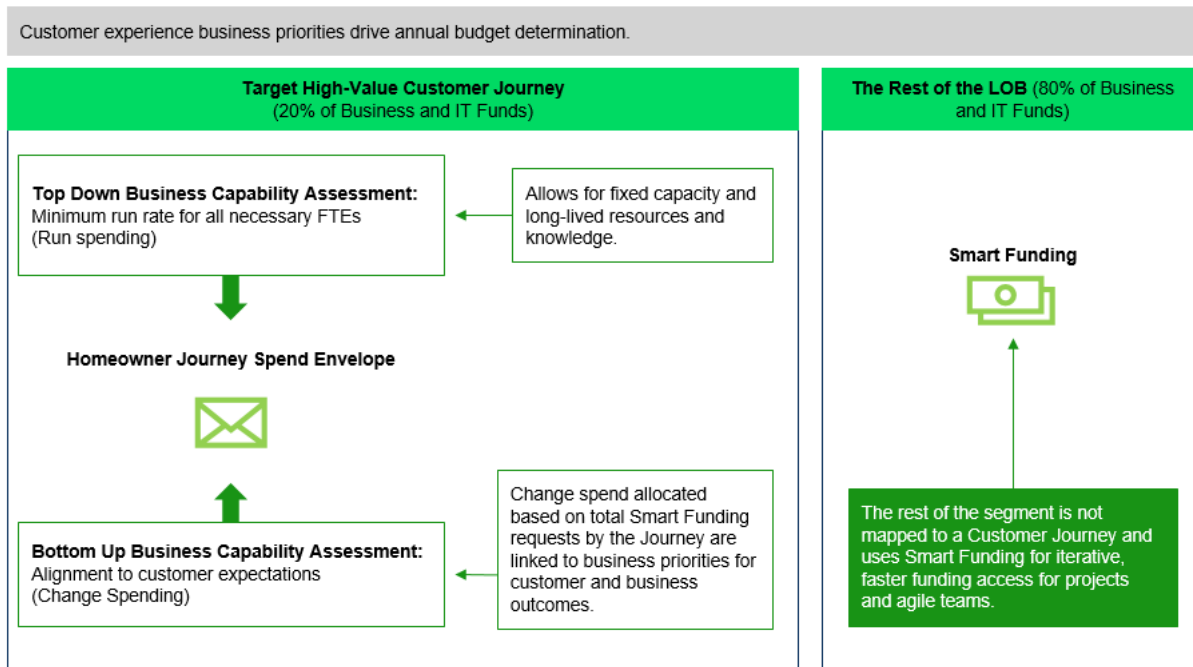 Customer experience business priorities drive annual budget determination.
Target High-Value Customer Journey
(20% of Business and IT Funds)
Top Down Business Capability Assessment:
Minimum run rate for all necessary FTEs
(Run spending)
Allows for fixed capacity and
long-lived resources and
knowledge.
Homeowner Journey Spend Envelope
Bottom Up Business Capability Assessment:
Alignment to customer expectations
(Change Spending)
Change spend allocated
based on total Smart Funding
requests by the Journey are
linked to business priorities for
customer and business
outcomes.
The Rest of the LOB (80% of Business
and IT Funds)
Smart Funding
The rest of the segment is not
mapped to a Customer Journey and
uses Smart Funding for iterative,
faster funding access for projects
and agile teams.